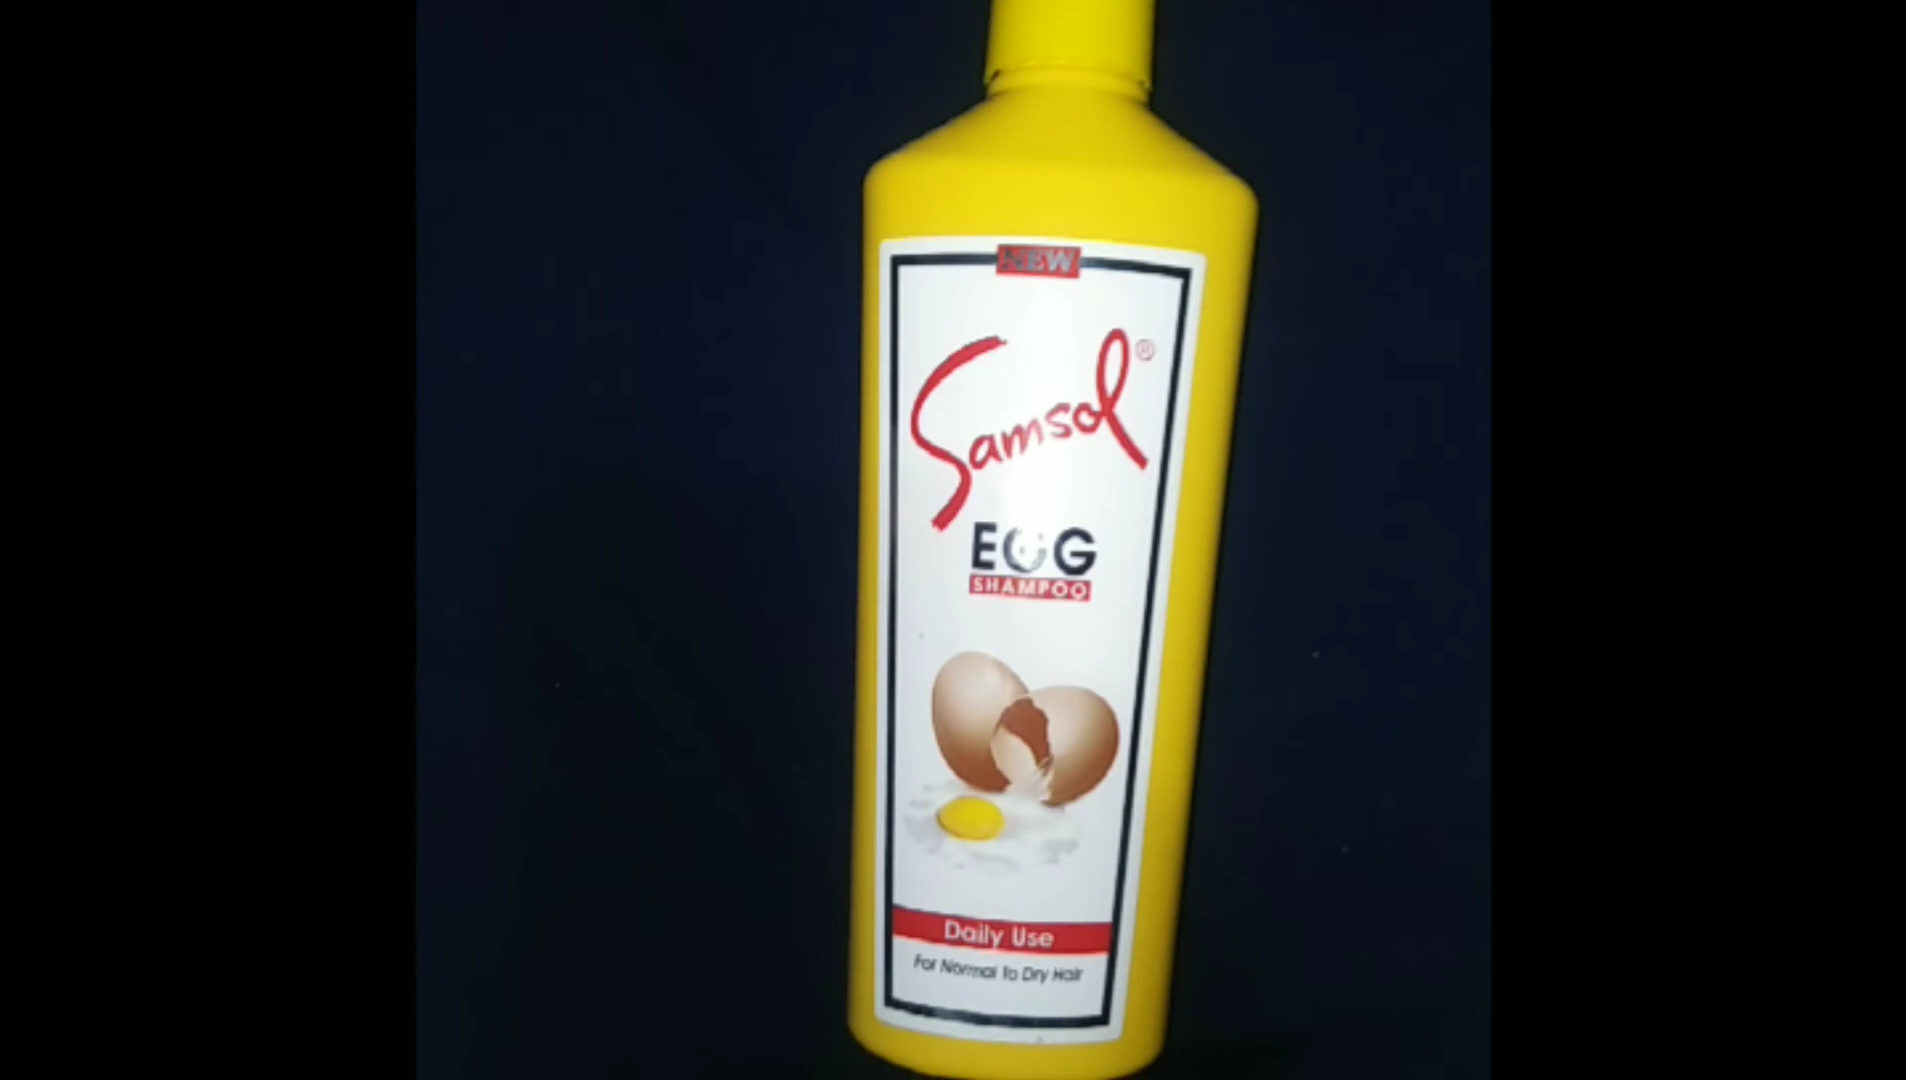 NEW
Samsol®
EGG
SHAMPOO
Daily Use
For Normal To Dry Hair